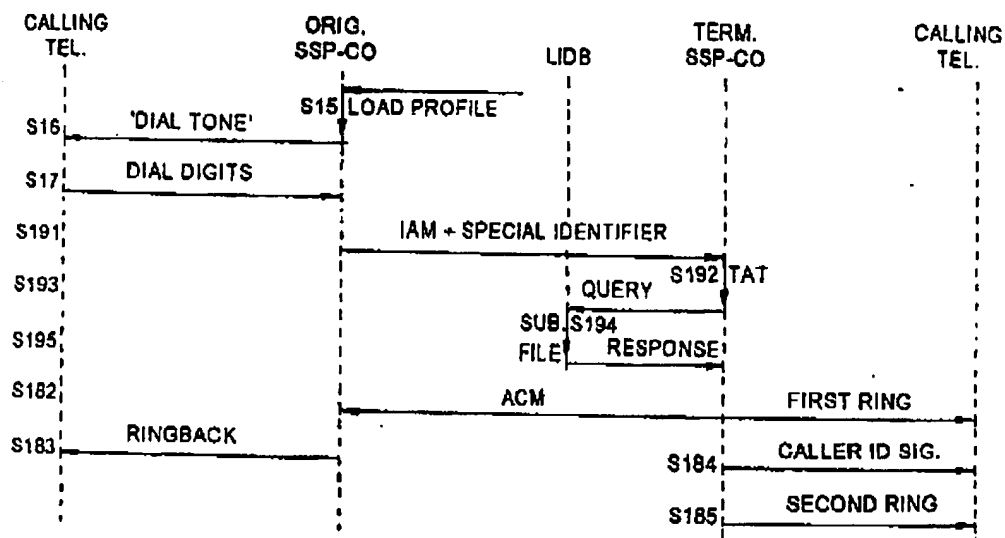 CALLING
TEL.
ORIG.
SSP-CO
LIDB
TERM.
SSP-CO
CALLING
TEL.
S15 LOAD PROFILE
S16 'DIAL TONE'
S17 DIAL DIGITS
S191 IAM + SPECIAL IDENTIFIER
S192 TAT
S193 QUERY
SUB. S194
FILE
S195 RESPONSE
S182 ACM FIRST RING
S183 RINGBACK
S184 CALLER ID SIG.
S185 SECOND RING